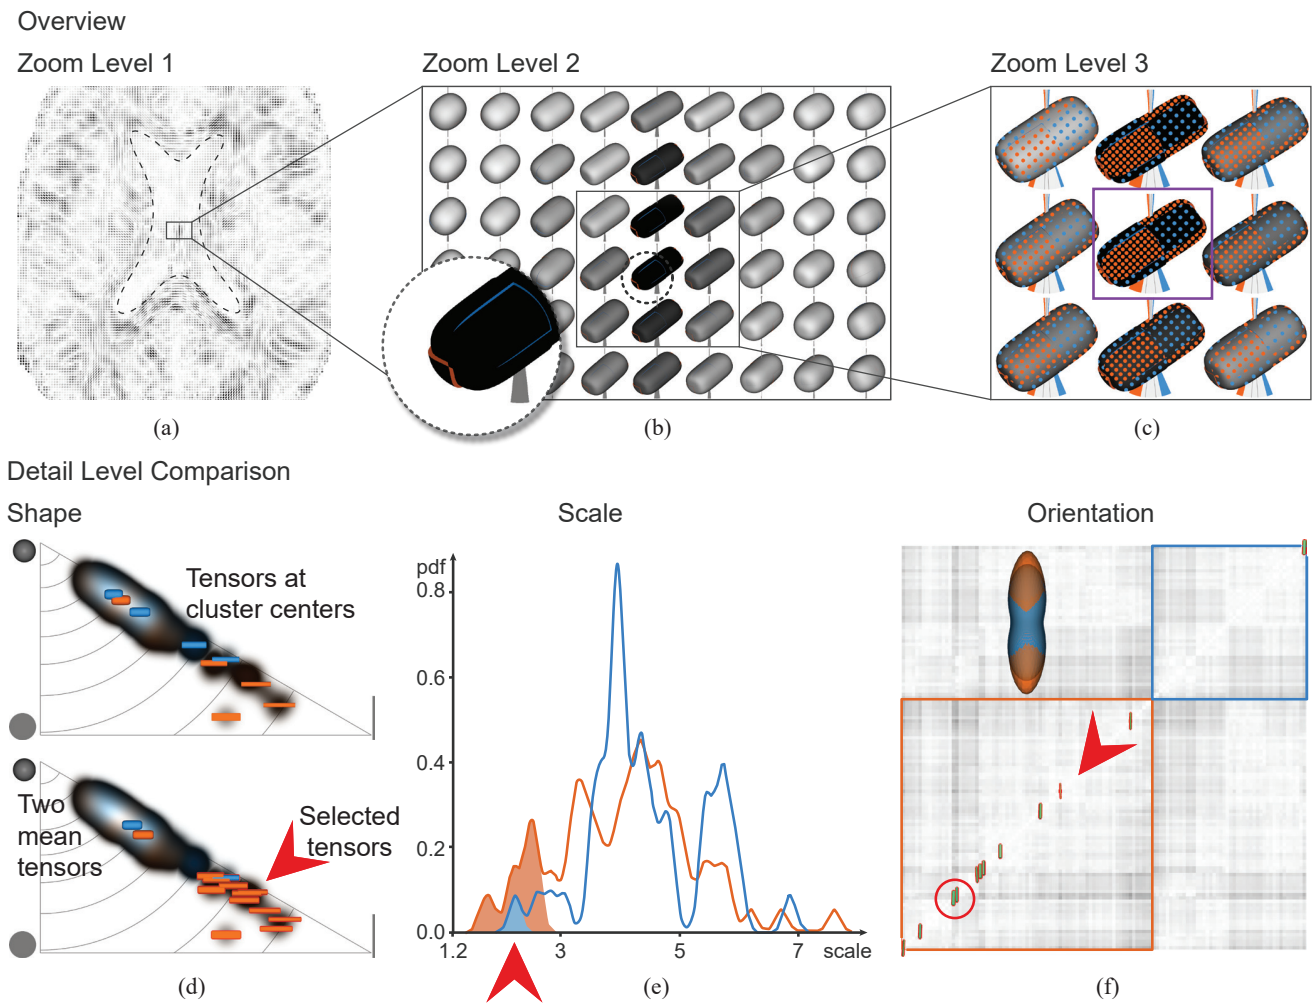 Overview
Zoom Level 1
Zoom Level 2
Zoom Level 3
(a)
(b)
(c)
Detail Level Comparison
Shape
Scale
Orientation
Tensors at
cluster centers
Two
mean
tensors
Selected
tensors
(d)
pdf
0.8
0.6
0.4
0.2
0.0
1.2
3
5
7
scale
(e)
(f)